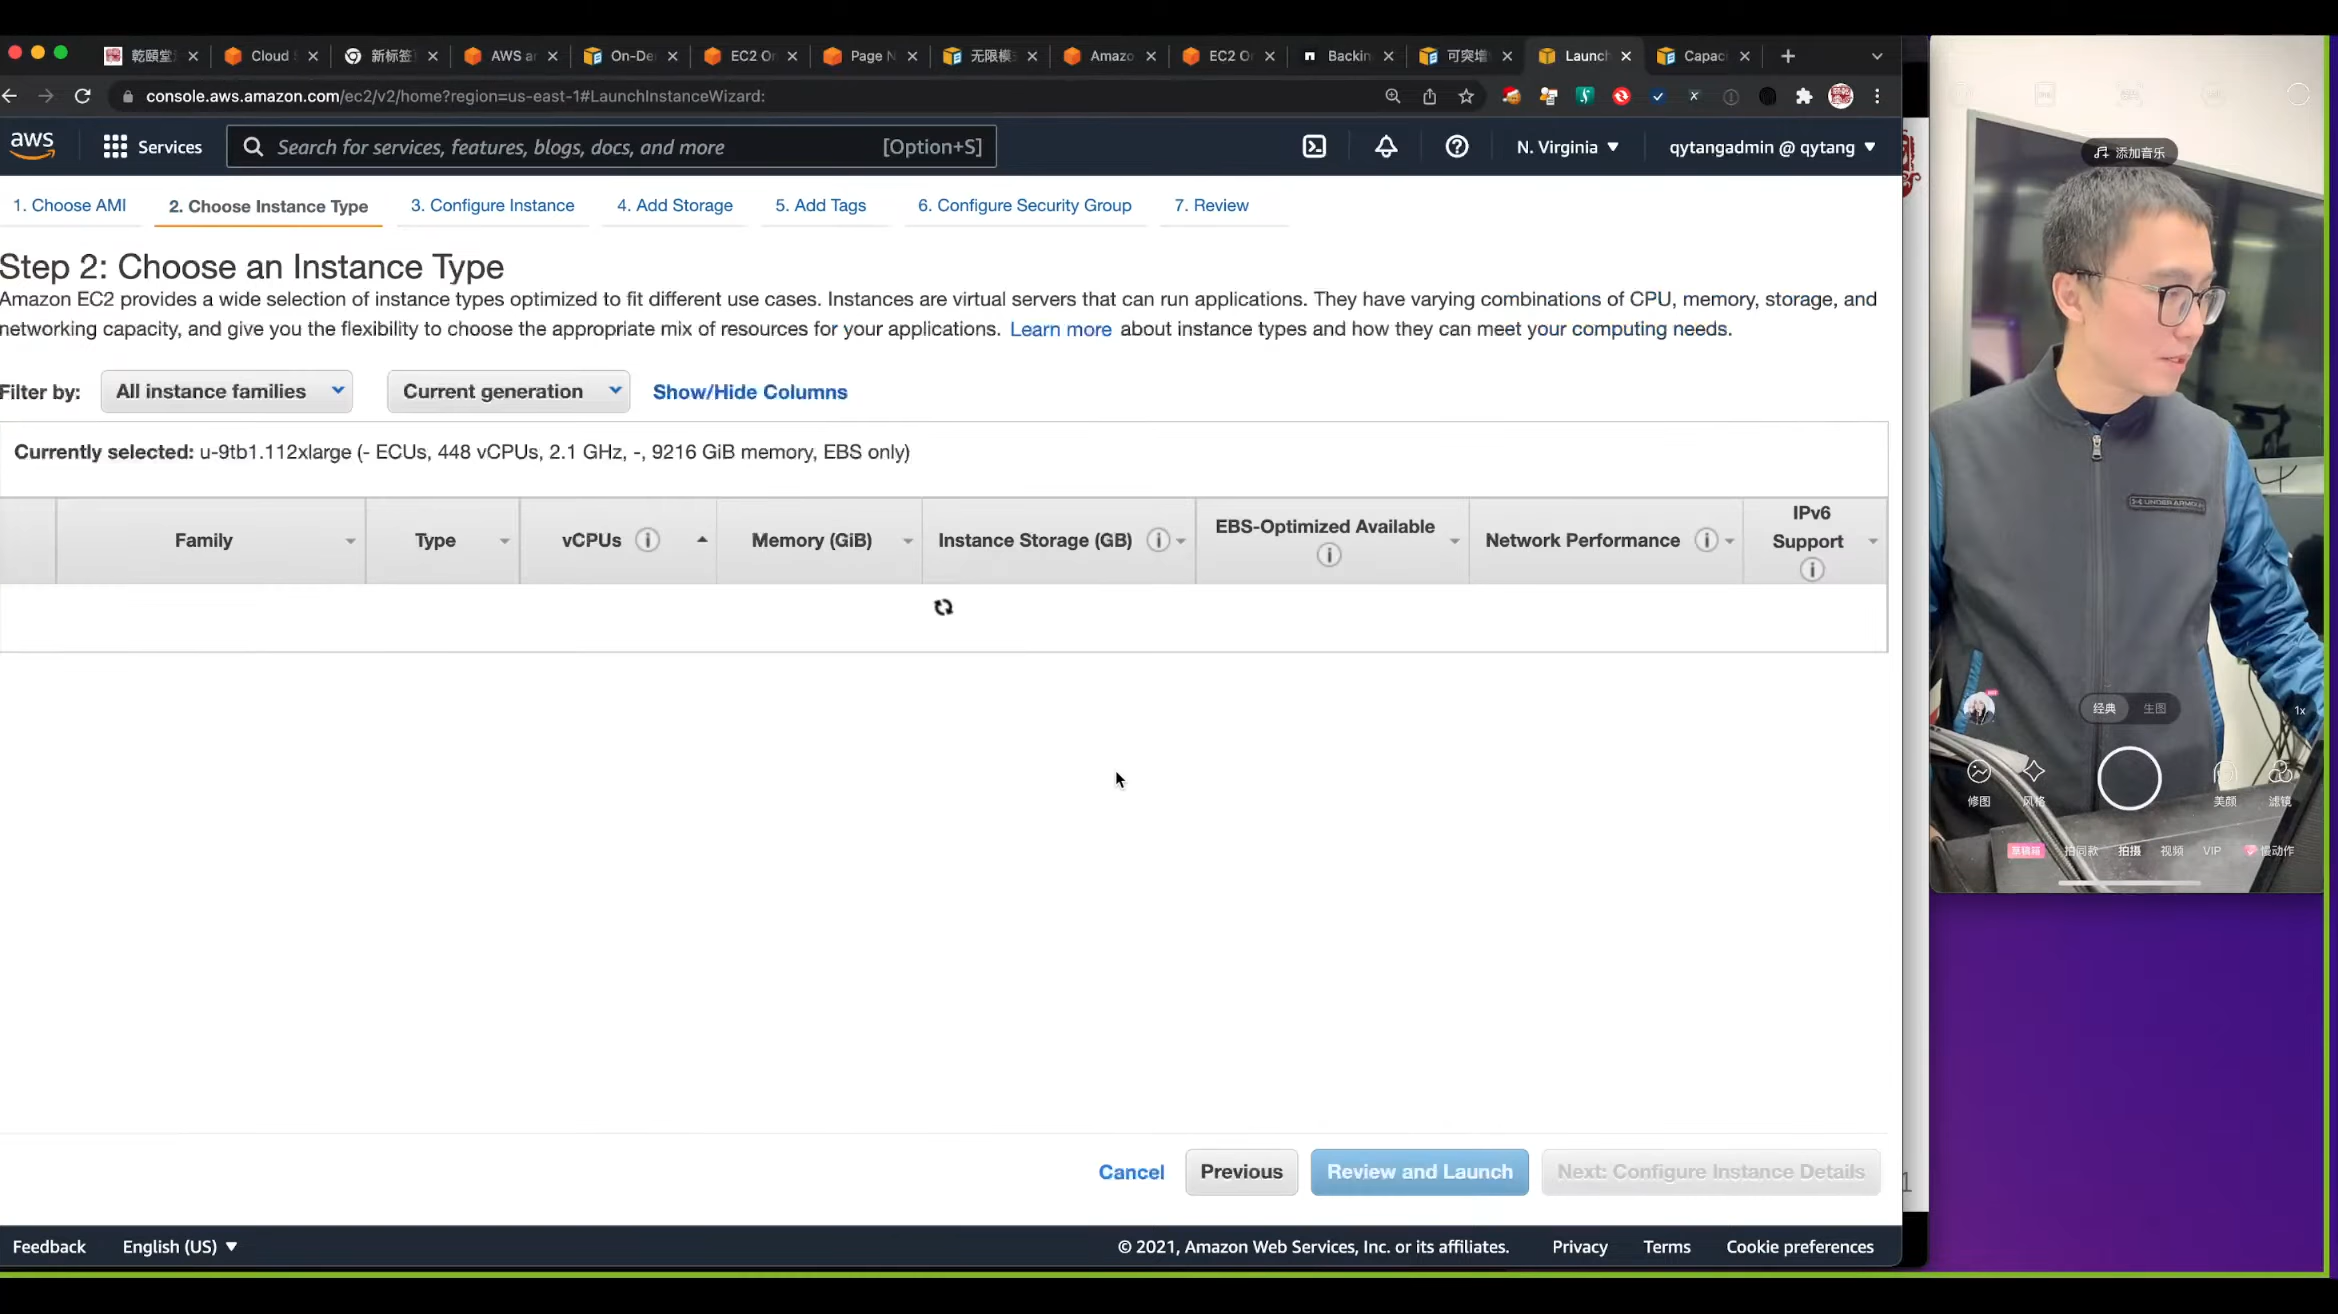 乾頤堂
Cloud
新标签
AWS a
On-De
EC2 O
Page N
无限模
Amazo
EC2 O
Backin
可突增
Launch
Capac
console.aws.amazon.com/ec2/v2/home?region=us-east-1#LaunchInstanceWizard:
aws
Services
Search for services, features, blogs, docs, and more
[Option+S]
N. Virginia
qytangadmin @ qytang
1. Choose AMI
2. Choose Instance Type
3. Configure Instance
4. Add Storage
5. Add Tags
6. Configure Security Group
7. Review
Step 2: Choose an Instance Type
Amazon EC2 provides a wide selection of instance types optimized to fit different use cases. Instances are virtual servers that can run applications. They have varying combinations of CPU, memory, storage, and
networking capacity, and give you the flexibility to choose the appropriate mix of resources for your applications. Learn more about instance types and how they can meet your computing needs.
Filter by:
All instance families
Current generation
Show/Hide Columns
Currently selected: u-9tb1.112xlarge (- ECUs, 448 vCPUs, 2.1 GHz, -, 9216 GiB memory, EBS only)
Family
Type
vCPUs
Memory (GiB)
Instance Storage (GB)
EBS-Optimized Available
Network Performance
IPv6
Support
Cancel
Previous
Review and Launch
Next: Configure Instance Details
1
Feedback
English (US)
© 2021, Amazon Web Services, Inc. or its affiliates.
Privacy
Terms
Cookie preferences
添加音乐
UNDER ARMOUR
经典
生图
1x
修图
风格
美颜
滤镜
草稿箱
拍同款
拍摄
视频
VIP
慢动作